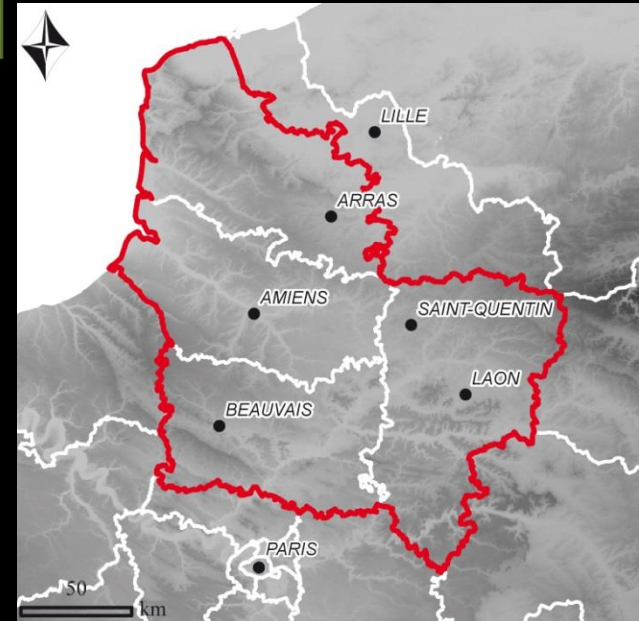 LILLE
ARRAS
AMIENS
SAINT-QUENTIN
LAON
BEAUVAIS
PARIS
50
km